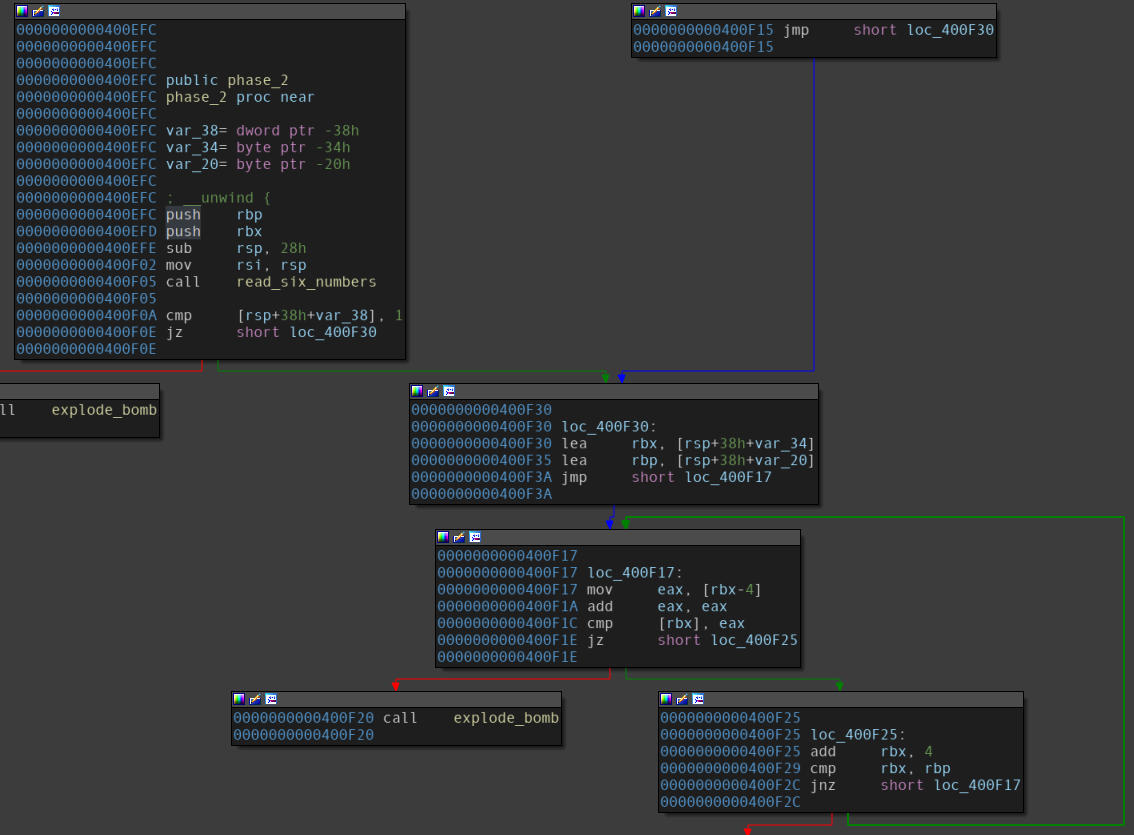 0000000000400EFC
0000000000400EFC
0000000000400EFC
0000000000400EFC public phase_2
0000000000400EFC phase_2 proc near
0000000000400EFC
0000000000400EFC var_38= dword ptr -38h
0000000000400EFC var_34= byte ptr -34h
0000000000400EFC var_20= byte ptr -20h
0000000000400EFC
0000000000400EFC ; __unwind {
0000000000400EFC push rbp
0000000000400EFD push rbx
0000000000400EFE sub rsp, 28h
0000000000400F02 mov rsi, rsp
0000000000400F05 call read_six_numbers
0000000000400F05
0000000000400F0A cmp [rsp+38h+var_38], 1
0000000000400F0E jz short loc_400F30
0000000000400F0E
0000000000400F15 jmp short loc_400F30
0000000000400F15
ll explode_bomb
0000000000400F30
0000000000400F30 loc_400F30:
0000000000400F30 lea rbx, [rsp+38h+var_34]
0000000000400F35 lea rbp, [rsp+38h+var_20]
0000000000400F3A jmp short loc_400F17
0000000000400F3A
0000000000400F17
0000000000400F17 loc_400F17:
0000000000400F17 mov eax, [rbx-4]
0000000000400F1A add eax, eax
0000000000400F1C cmp [rbx], eax
0000000000400F1E jz short loc_400F25
0000000000400F1E
0000000000400F20 call explode_bomb
0000000000400F20
0000000000400F25
0000000000400F25 loc_400F25:
0000000000400F25 add rbx, 4
0000000000400F29 cmp rbx, rbp
0000000000400F2C jnz short loc_400F17
0000000000400F2C